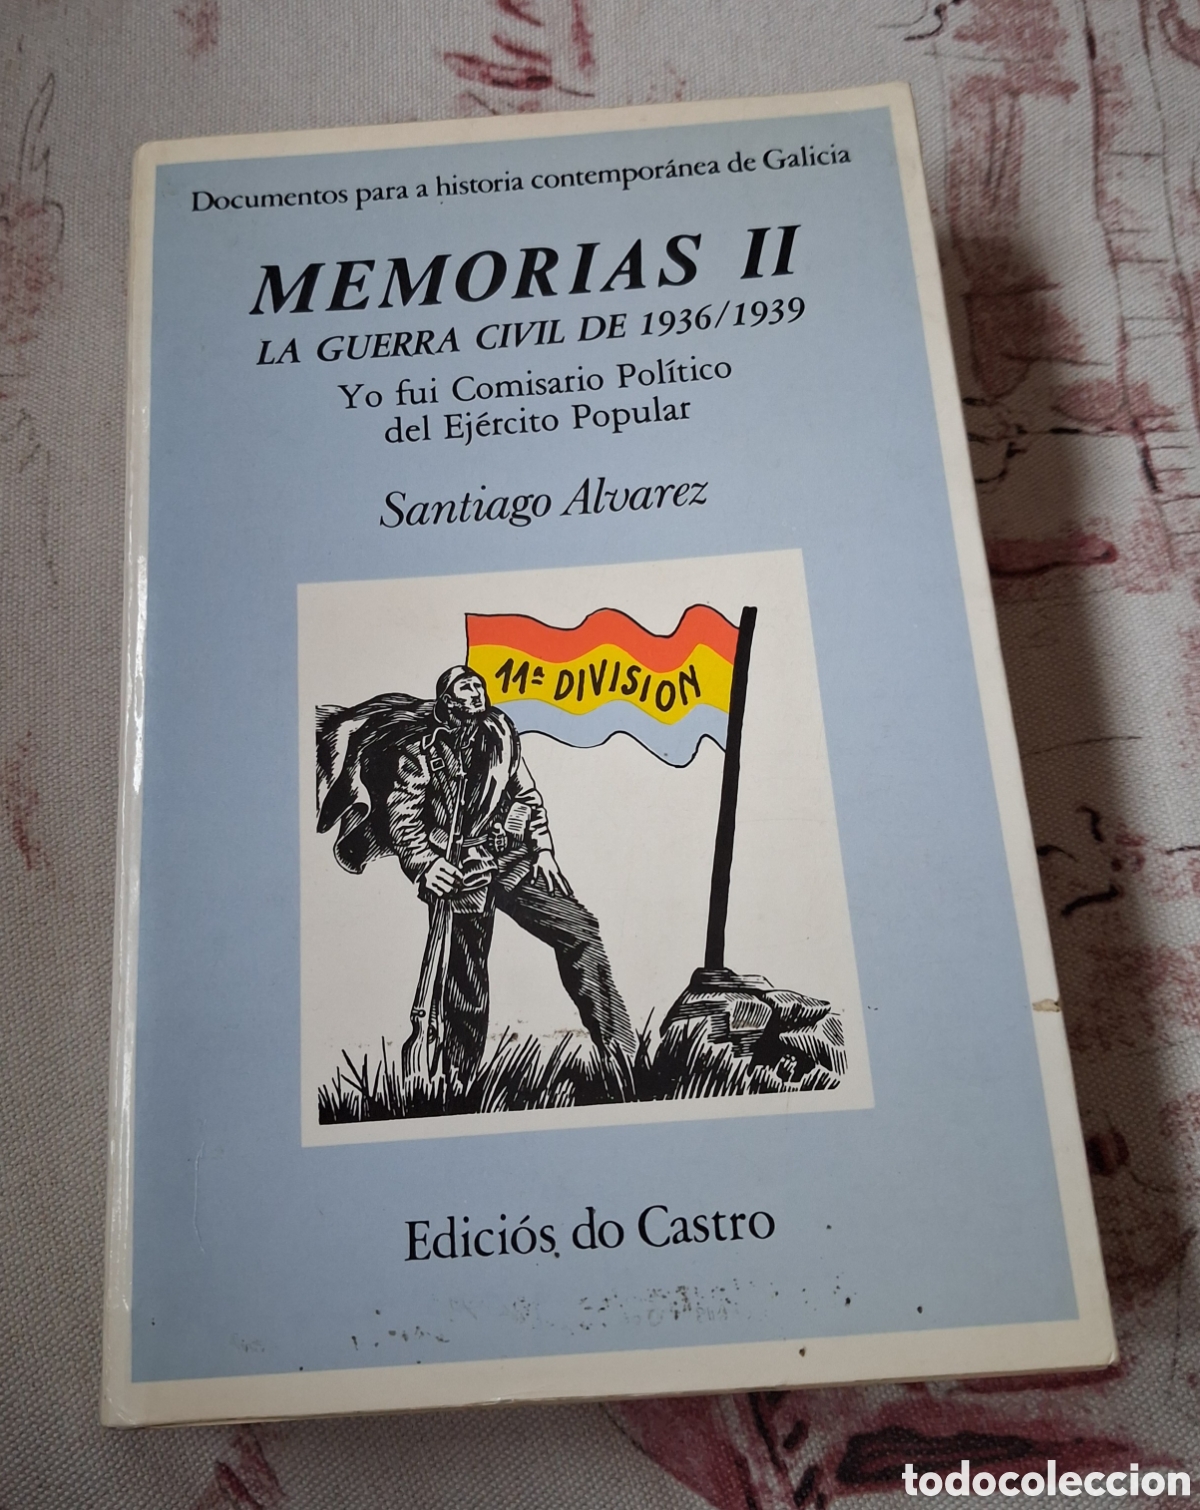 Documentos para a historia contemporánea de Galicia
MEMORIAS II
LA GUERRA CIVIL DE 1936/1939
Yo fui Comisario Político
del Ejército Popular
Santiago Alvarez
11ª DIVISION
Ediciós do Castro
todocoleccion